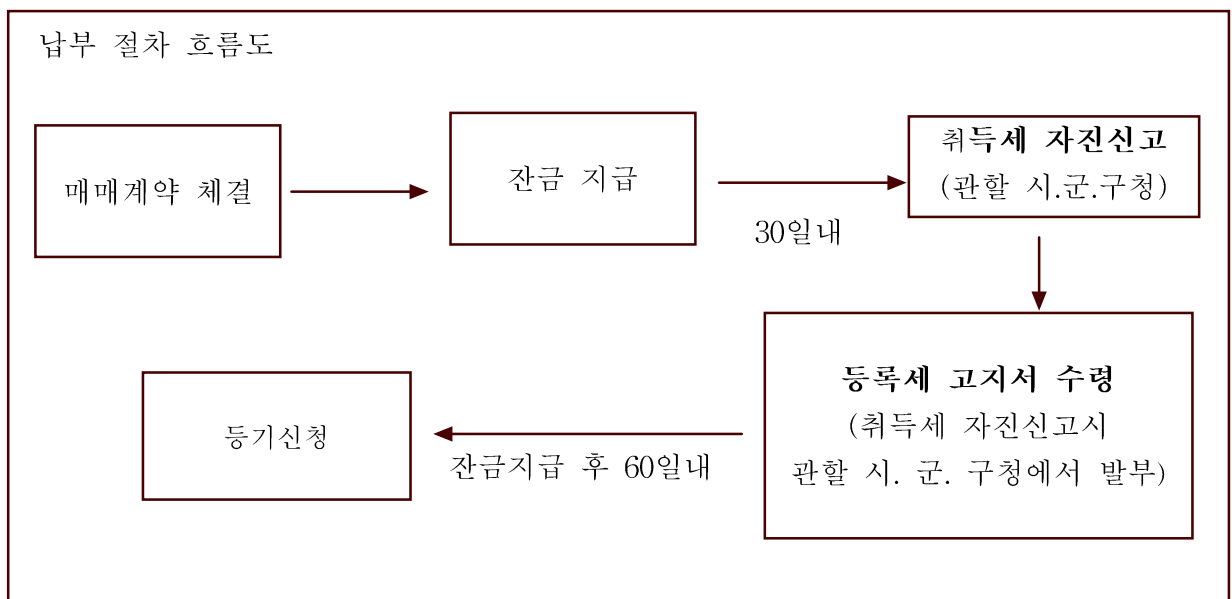 납부 절차 흐름도
매매계약 체결
잔금 지급
30일내
취득세 자진신고
(관할 시.군.구청)
등록세 고지서 수령
(취득세 자진신고시
관할 시. 군. 구청에서 발부)
잔금지급 후 60일내
등기신청